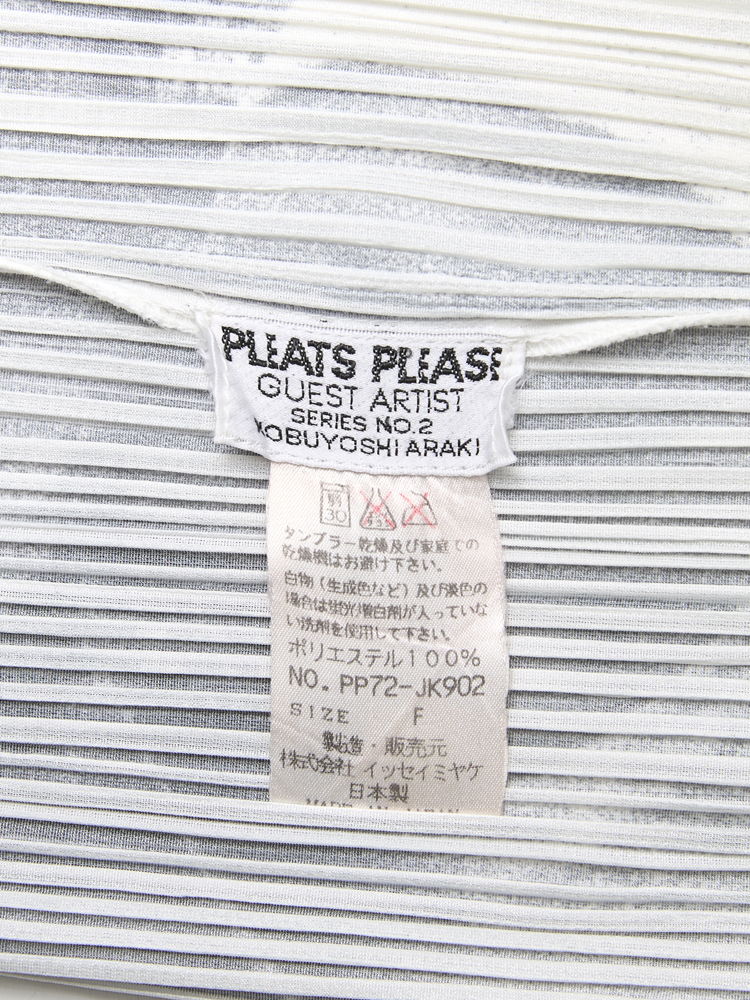 PLEATS PLEASE
GUEST ARTIST
SERIES NO.2
NOBUYOSHI ARAKI
弱
30
タンブラー乾燥及び家庭での
乾燥機はお避け下さい。
白物(生成色など)及び淡色の
場合は蛍光増白剤が入っていな
い洗剤を使用して下さい。
ポリエステル100%
NO. PP72-JK902
SIZE F
製造・販売元
株式会社 イッセイミヤケ
日本製
MADE IN JAPAN